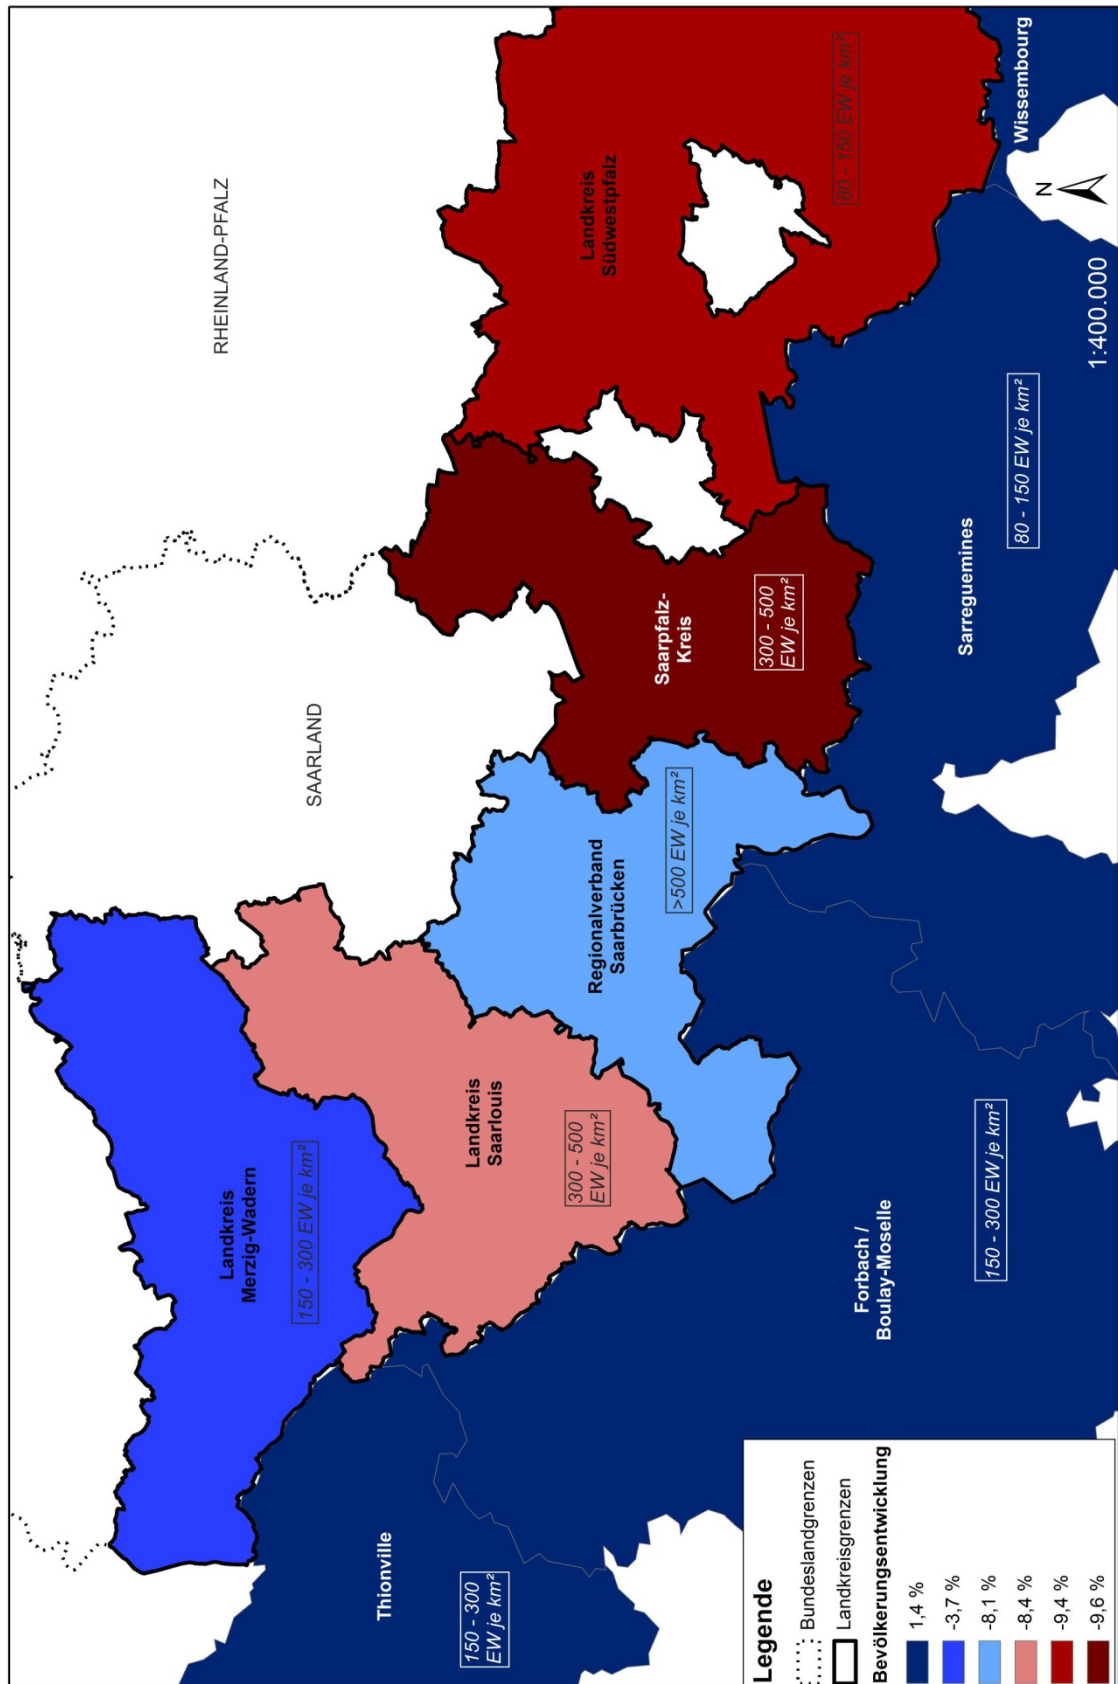 RHEINLAND-PFALZ
SAARLAND
Landkreis
Merzig-Wadern
150 - 300 EW je km²
Landkreis
Saarlouis
300 - 500
EW je km²
Regionalverband
Saarbrücken
>500 EW je km²
Saarpfalz-
Kreis
300 - 500
EW je km²
Landkreis
Südwestpfalz
80 - 150 EW je km²
Thionville
150 - 300
EW je km²
Forbach /
Boulay-Moselle
150 - 300 EW je km²
Sarreguemines
80 - 150 EW je km²
Wissembourg
N
1:400.000
Legende
Bundeslandgrenzen
Landkreisgrenzen
Bevölkerungsentwicklung
1,4 %
-3,7 %
-8,1 %
-8,4 %
-9,4 %
-9,6 %